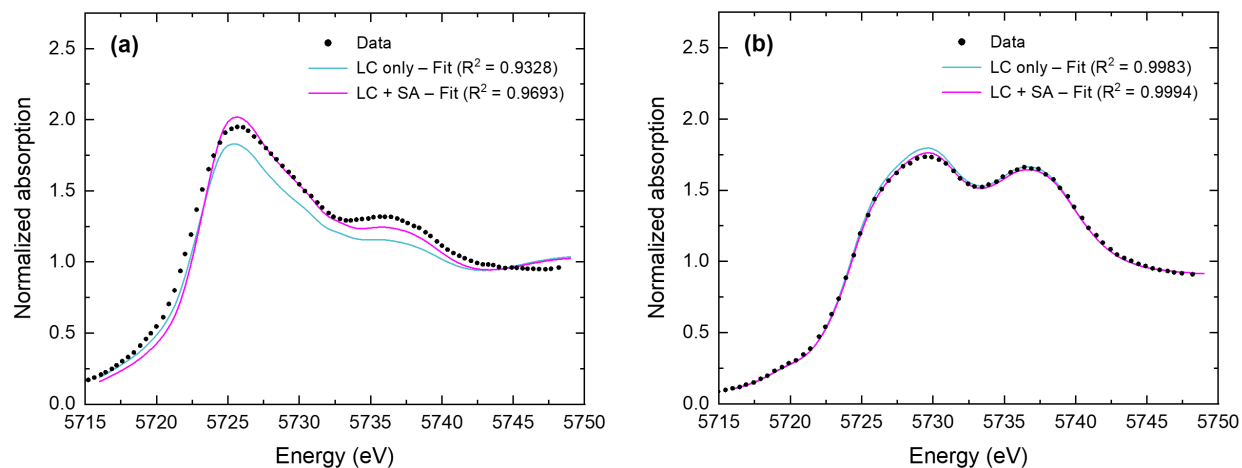 (a)
Data
LC only – Fit (R² = 0.9328)
LC + SA – Fit (R² = 0.9693)
Normalized absorption
2.5
2.0
1.5
1.0
0.5
0.0
5715 5720 5725 5730 5735 5740 5745 5750
Energy (eV)
(b)
Data
LC only – Fit (R² = 0.9983)
LC + SA – Fit (R² = 0.9994)
Normalized absorption
2.5
2.0
1.5
1.0
0.5
0.0
5715 5720 5725 5730 5735 5740 5745 5750
Energy (eV)